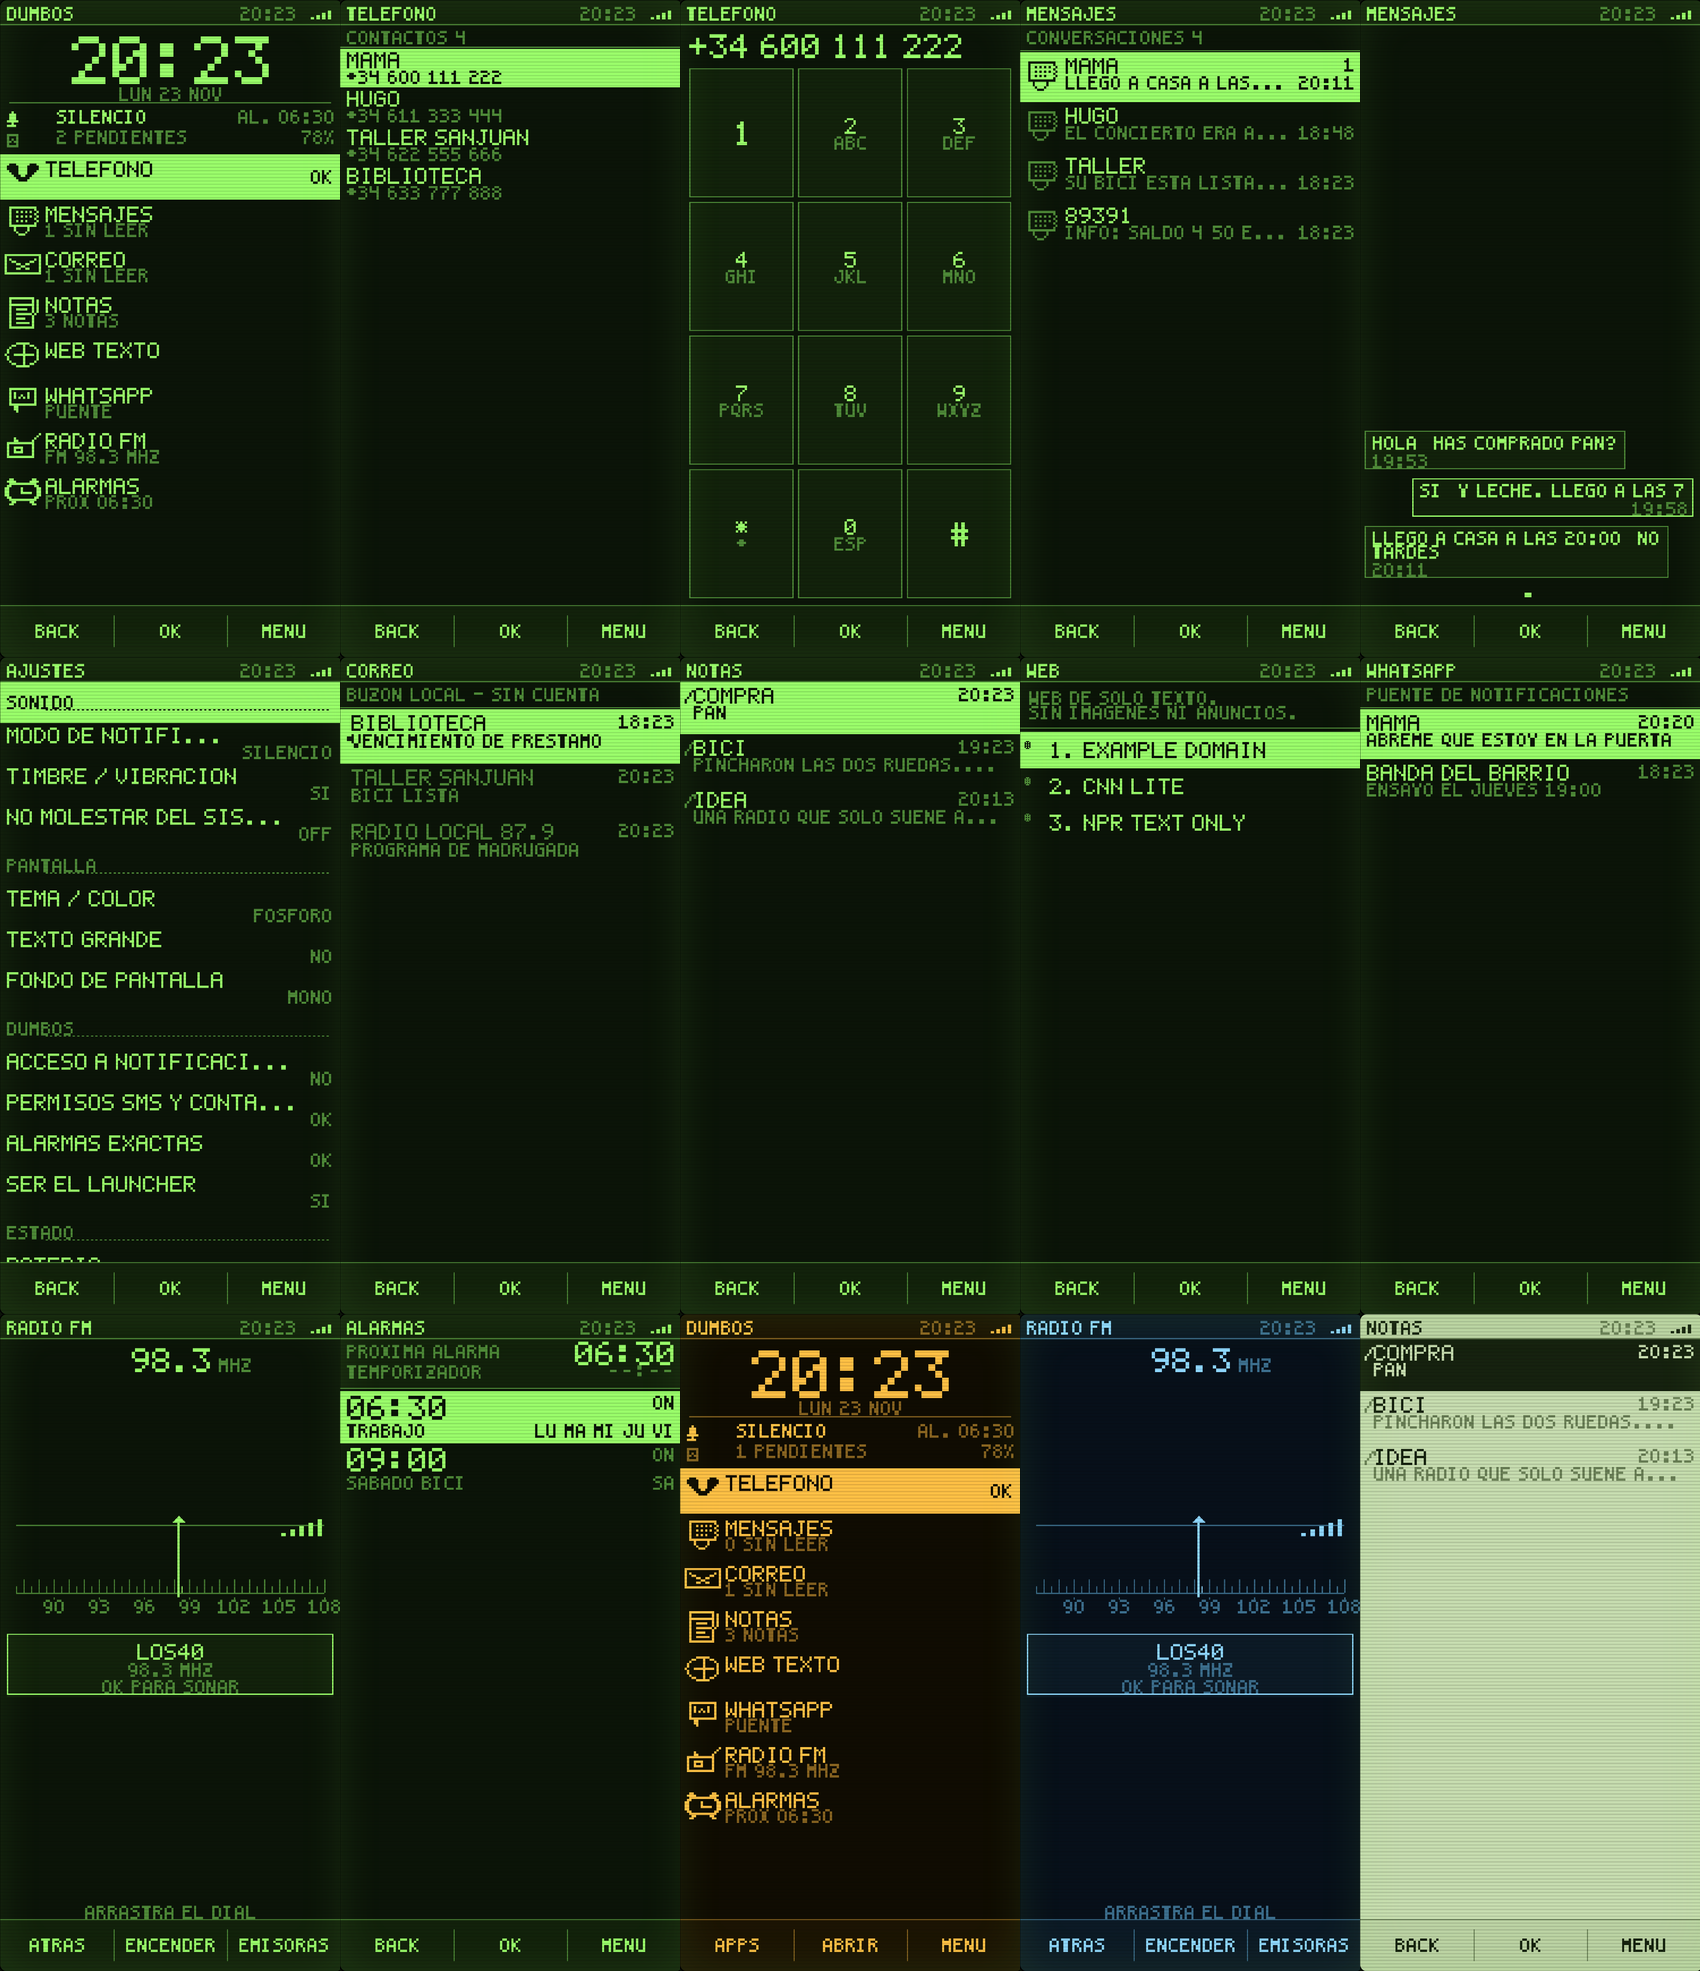 DUMBOS 20:23
20:23
LUN 23 NOV
SILENCIO AL. 06:30
2 PENDIENTES 78%
TELEFONO OK
MENSAJES
1 SIN LEER
CORREO
1 SIN LEER
NOTAS
3 NOTAS
WEB TEXTO
WHATSAPP
PUENTE
RADIO FM
FM 98.3 MHZ
ALARMAS
PROX 06:30
BACK OK MENU
TELEFONO 20:23
CONTACTOS 4
MAMA
+34 600 111 222
HUGO
+34 611 333 444
TALLER SANJUAN
+34 622 555 666
BIBLIOTECA
+34 633 777 888
BACK OK MENU
TELEFONO 20:23
+34 600 111 222
1 2 3
ABC DEF
4 5 6
GHI JKL MNO
7 8 9
PQRS TUV WXYZ
* 0 #
+ ESP
BACK OK MENU
MENSAJES 20:23
CONVERSACIONES 4
MAMA 1
LLEGO A CASA A LAS... 20:11
HUGO
EL CONCIERTO ERA A... 18:48
TALLER
SU BICI ESTA LISTA... 18:23
89391
INFO: SALDO 4 50 E... 18:23
BACK OK MENU
MENSAJES 20:23
HOLA HAS COMPRADO PAN?
19:53
SI Y LECHE. LLEGO A LAS 7
19:58
LLEGO A CASA A LAS 20:00 NO
TARDES
20:11
BACK OK MENU
AJUSTES 20:23
SONIDO
MODO DE NOTIFI...
SILENCIO
TIMBRE / VIBRACION
SI
NO MOLESTAR DEL SIS...
OFF
PANTALLA
TEMA / COLOR
FOSFORO
TEXTO GRANDE
NO
FONDO DE PANTALLA
MONO
DUMBOS
ACCESO A NOTIFICACI...
NO
PERMISOS SMS Y CONTA...
OK
ALARMAS EXACTAS
OK
SER EL LAUNCHER
SI
ESTADO
BACK OK MENU
CORREO 20:23
BUZON LOCAL - SIN CUENTA
BIBLIOTECA 18:23
*VENCIMIENTO DE PRESTAMO
TALLER SANJUAN 20:23
BICI LISTA
RADIO LOCAL 87.9 20:23
PROGRAMA DE MADRUGADA
BACK OK MENU
NOTAS 20:23
/COMPRA 20:23
PAN
/BICI 19:23
PINCHARON LAS DOS RUEDAS....
/IDEA 20:13
UNA RADIO QUE SOLO SUENE A...
BACK OK MENU
WEB 20:23
WEB DE SOLO TEXTO.
SIN IMAGENES NI ANUNCIOS.
1. EXAMPLE DOMAIN
2. CNN LITE
3. NPR TEXT ONLY
BACK OK MENU
WHATSAPP 20:23
PUENTE DE NOTIFICACIONES
MAMA 20:20
ABREME QUE ESTOY EN LA PUERTA
BANDA DEL BARRIO 18:23
ENSAYO EL JUEVES 19:00
BACK OK MENU
RADIO FM 20:23
98.3 MHZ
90 93 96 99 102 105 108
LOS40
98.3 MHZ
OK PARA SONAR
ARRASTRA EL DIAL
ATRAS ENCENDER EMISORAS
ALARMAS 20:23
PROXIMA ALARMA 06:30
TEMPORIZADOR --:--
06:30 ON
TRABAJO LU MA MI JU VI
09:00 ON
SABADO BICI SA
BACK OK MENU
DUMBOS 20:23
20:23
LUN 23 NOV
SILENCIO AL. 06:30
1 PENDIENTES 78%
TELEFONO OK
MENSAJES
0 SIN LEER
CORREO
1 SIN LEER
NOTAS
3 NOTAS
WEB TEXTO
WHATSAPP
PUENTE
RADIO FM
FM 98.3 MHZ
ALARMAS
PROX 06:30
APPS ABRIR MENU
RADIO FM 20:23
98.3 MHZ
90 93 96 99 102 105 108
LOS40
98.3 MHZ
OK PARA SONAR
ARRASTRA EL DIAL
ATRAS ENCENDER EMISORAS
NOTAS 20:23
/COMPRA 20:23
PAN
/BICI 19:23
PINCHARON LAS DOS RUEDAS....
/IDEA 20:13
UNA RADIO QUE SOLO SUENE A...
BACK OK MENU